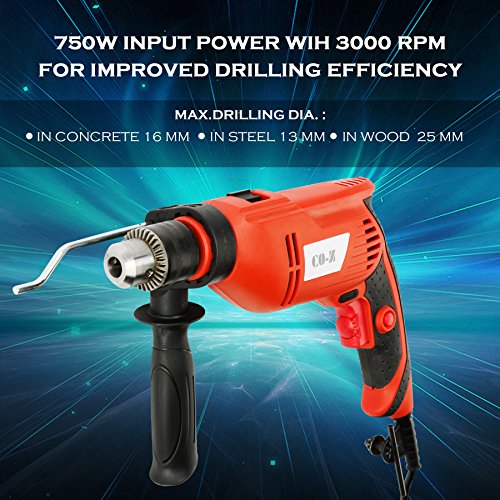 750W INPUT POWER WIH 3000 RPM
FOR IMPROVED DRILLING EFFICIENCY
MAX.DRILLING DIA. :
• IN CONCRETE 16 MM • IN STEEL 13 MM • IN WOOD 25 MM
CO-Z